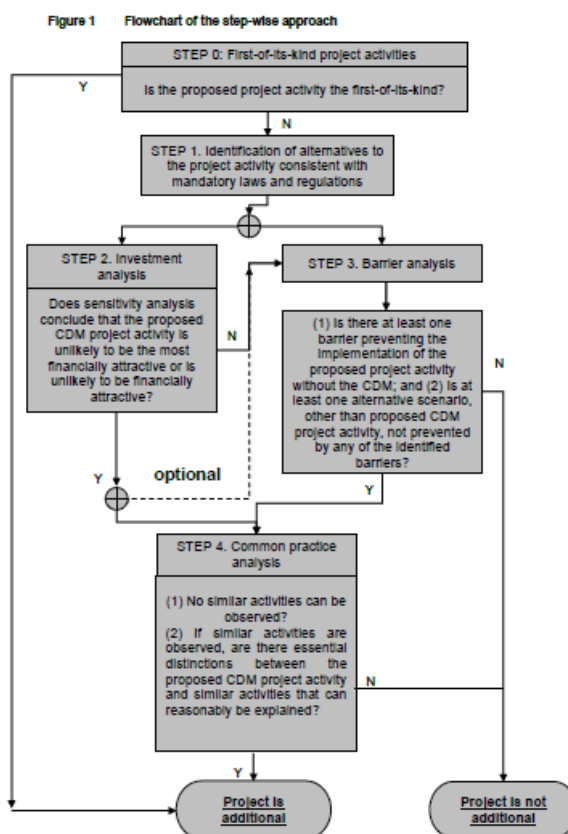 Figure 1 Flowchart of the step-wise approach
STEP 0: First-of-its-kind project activities
Y
Is the proposed project activity the first-of-its-kind?
N
STEP 1. Identification of alternatives to
the project activity consistent with
mandatory laws and regulations
STEP 2. Investment
analysis
Does sensitivity analysis
conclude that the proposed
CDM project activity is
unlikely to be the most
financially attractive or is
unlikely to be financially
attractive?
N
Y
optional
STEP 3. Barrier analysis
(1) Is there at least one
barrier preventing the
implementation of the
proposed project activity
without the CDM; and (2) Is at
least one alternative scenario,
other than proposed CDM
project activity, not prevented
by any of the identified
barriers?
N
Y
STEP 4. Common practice
analysis
(1) No similar activities can be
observed?
(2) If similar activities are
observed, are there essential
distinctions between the
proposed CDM project activity
and similar activities that can
reasonably be explained?
N
Y
Project is
additional
Project is not
additional